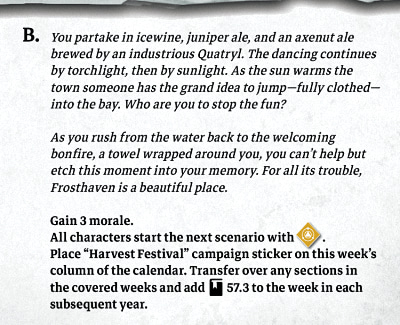 B. You partake in icewine, juniper ale, and an axenut ale
brewed by an industrious Quatryl. The dancing continues
by torchlight, then by sunlight. As the sun warms the
town someone has the grand idea to jump—fully clothed—
into the bay. Who are you to stop the fun?
As you rush from the water back to the welcoming
bonfire, a towel wrapped around you, you can't help but
etch this moment into your memory. For all its trouble,
Frosthaven is a beautiful place.
Gain 3 morale.
All characters start the next scenario with .
Place “Harvest Festival” campaign sticker on this week's
column of the calendar. Transfer over any sections in
the covered weeks and add 57.3 to the week in each
subsequent year.